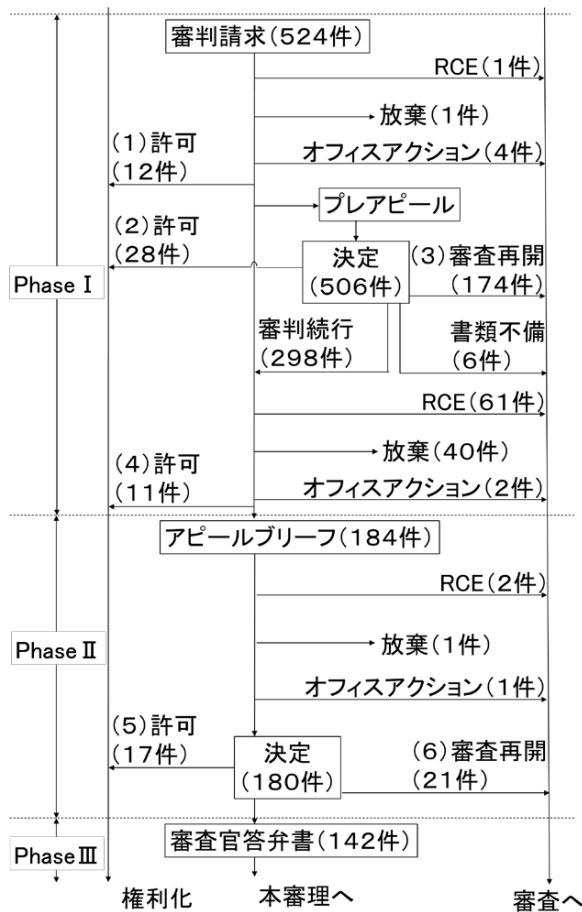 審判請求(524件)
RCE(1件)
放棄(1件)
(1)許可
(12件)
オフィスアクション(4件)
プレアピール
(2)許可
(28件)
決定
(506件)
(3)審査再開
(174件)
Phase Ⅰ
審判続行
(298件)
書類不備
(6件)
RCE(61件)
放棄(40件)
(4)許可
(11件)
オフィスアクション(2件)
アピールブリーフ(184件)
RCE(2件)
Phase Ⅱ
放棄(1件)
オフィスアクション(1件)
(5)許可
(17件)
決定
(180件)
(6)審査再開
(21件)
審査官答弁書(142件)
Phase Ⅲ
権利化
本審理へ
審査へ